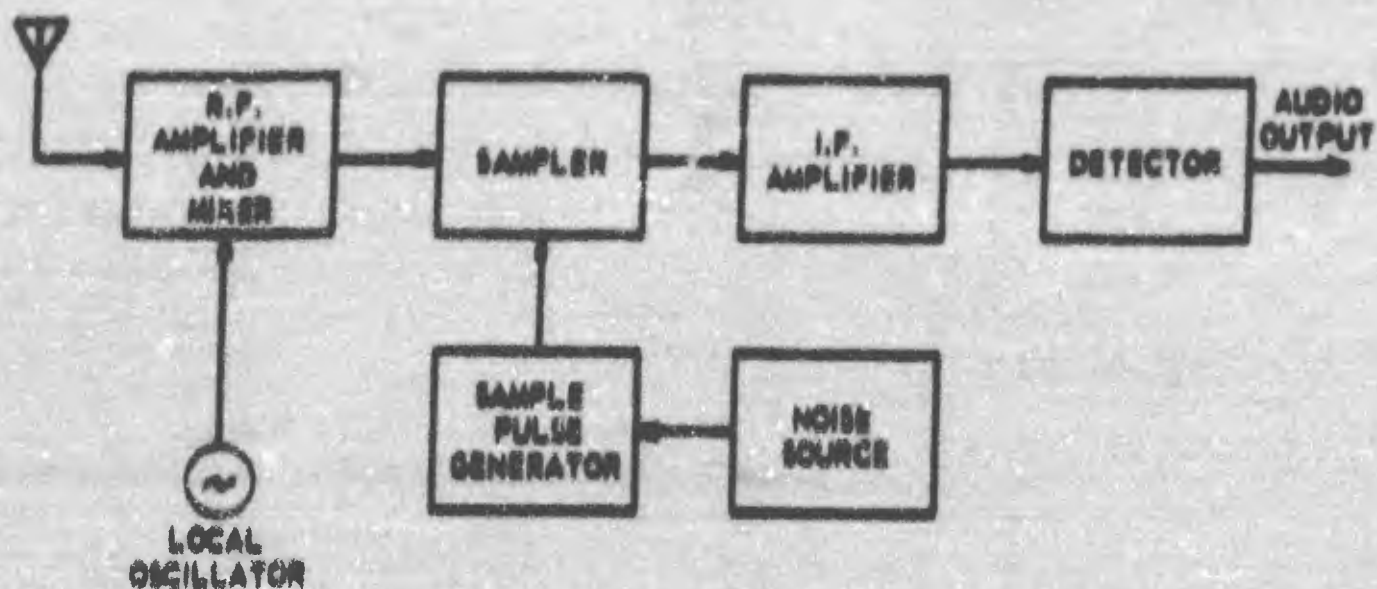 R.F.
AMPLIFIER
AND
MIXER
SAMPLER
I.F.
AMPLIFIER
DETECTOR
AUDIO
OUTPUT
SAMPLE
PULSE
GENERATOR
NOISE
SOURCE
LOCAL
OSCILLATOR